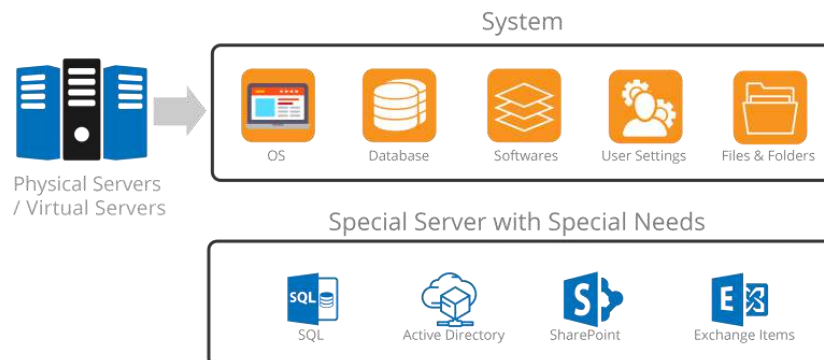 System
OS
Database
Softwares
User Settings
Files & Folders
Physical Servers
/ Virtual Servers
Special Server with Special Needs
SQL
S
E
SQL
Active Directory
SharePoint
Exchange Items